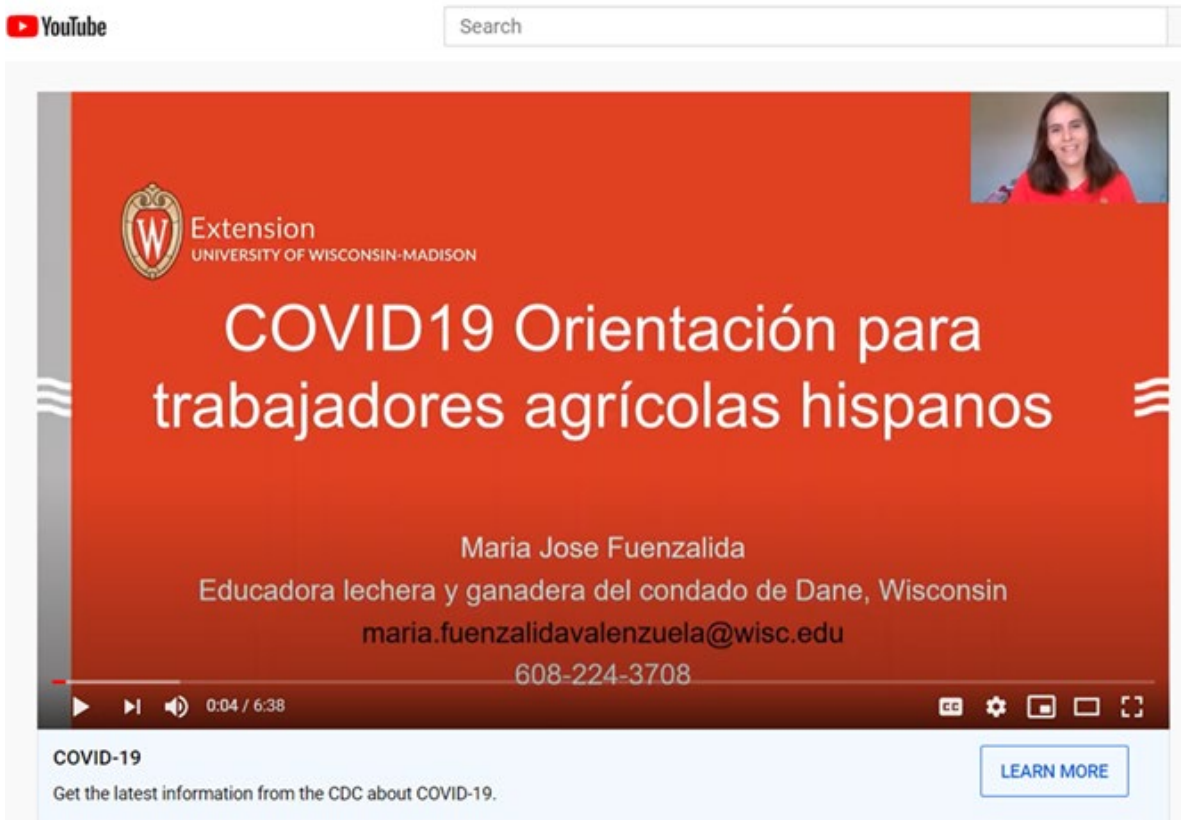 YouTube
Search
W
Extension
UNIVERSITY OF WISCONSIN-MADISON
COVID19 Orientación para
trabajadores agrícolas hispanos
Maria Jose Fuenzalida
Educadora lechera y ganadera del condado de Dane, Wisconsin
maria.fuenzalidavalenzuela@wisc.edu
608-224-3708
0:04 / 6:38
CC
COVID-19
LEARN MORE
Get the latest information from the CDC about COVID-19.